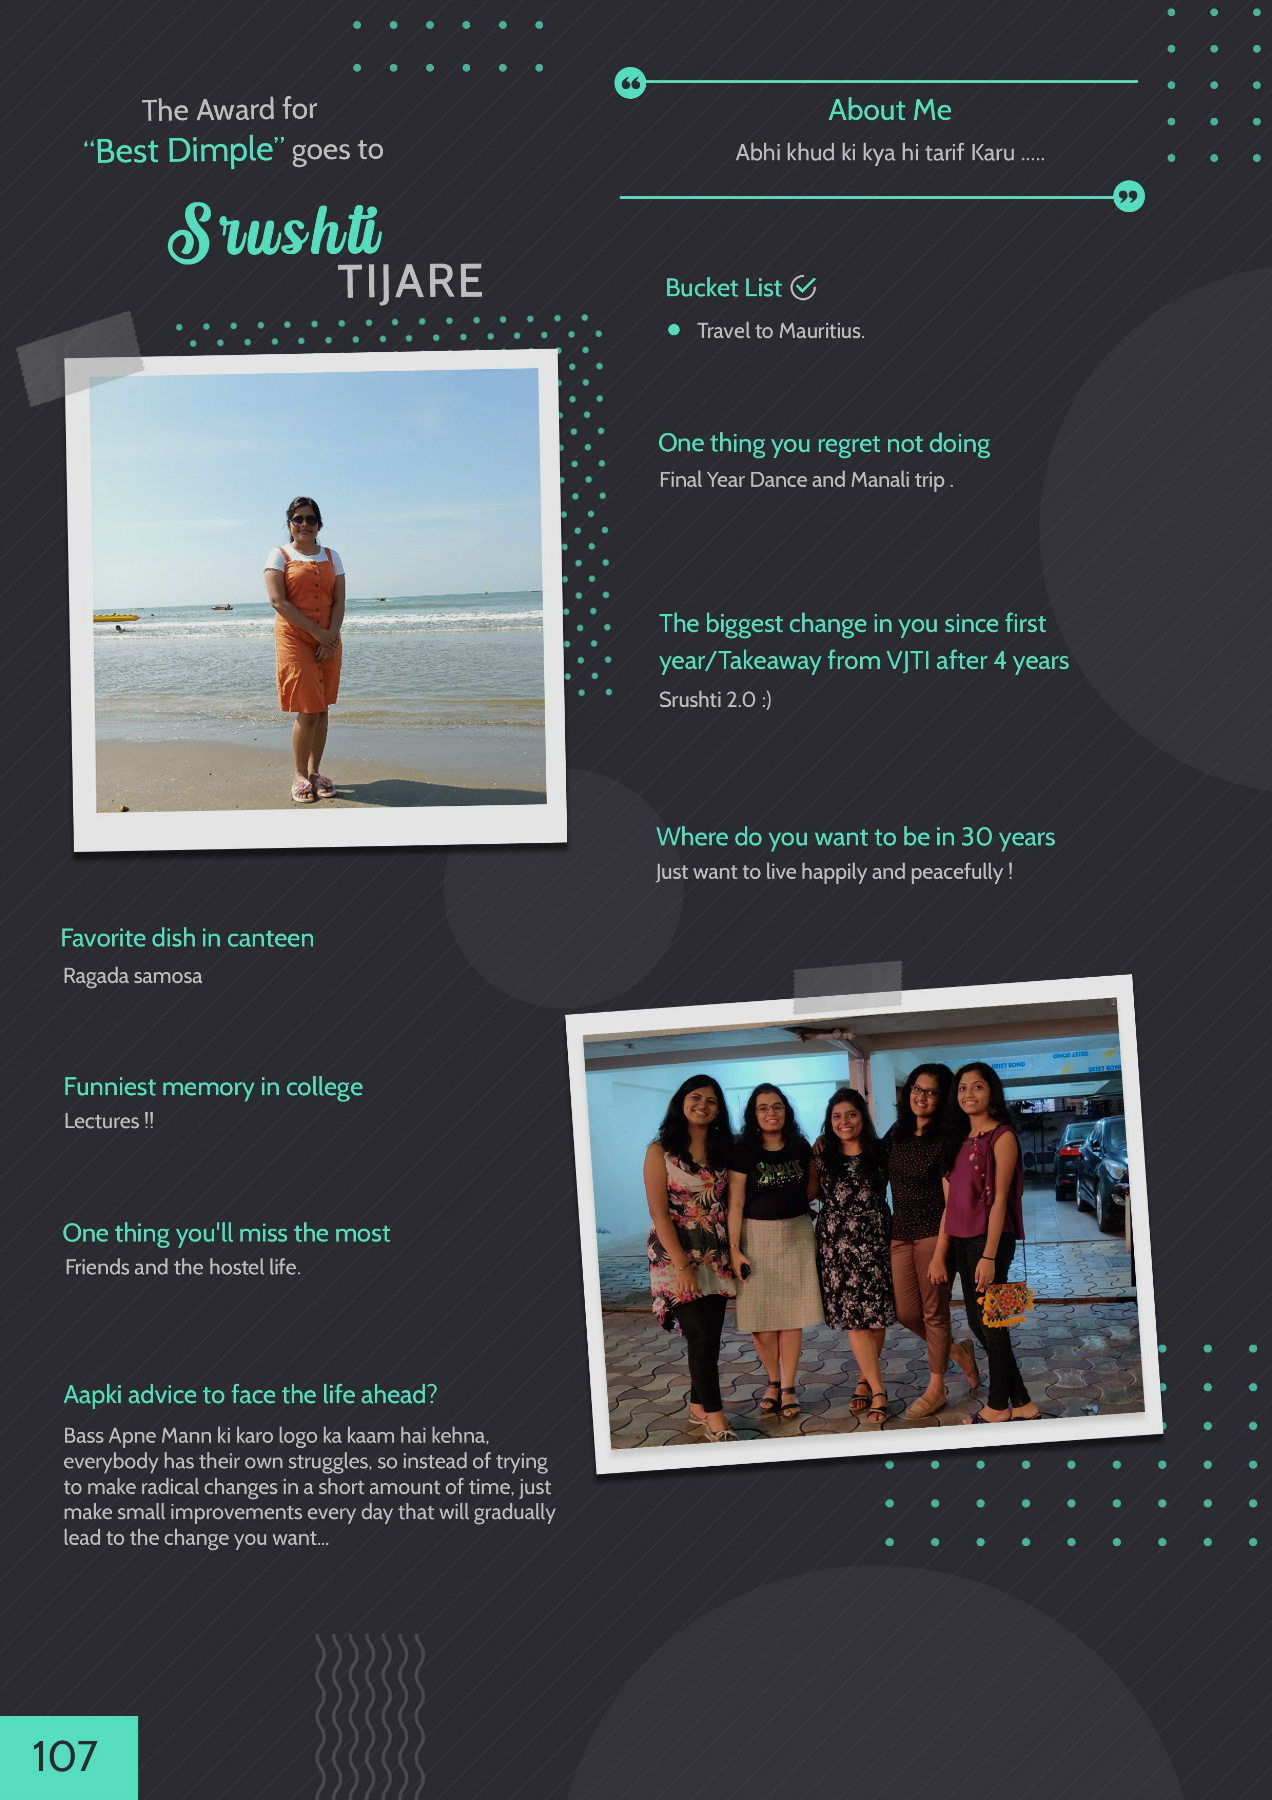 The Award for
“Best Dimple” goes to
Srushti
TIJARE
About Me
Abhi khud ki kya hi tarif Karu .....
Bucket List
Travel to Mauritius.
One thing you regret not doing
Final Year Dance and Manali trip .
The biggest change in you since first
year/Takeaway from VJTI after 4 years
Srushti 2.0 :)
Where do you want to be in 30 years
Just want to live happily and peacefully !
Favorite dish in canteen
Ragada samosa
Funniest memory in college
Lectures !!
One thing you'll miss the most
Friends and the hostel life.
Aapki advice to face the life ahead?
Bass Apne Mann ki karo logo ka kaam hai kehna,
everybody has their own struggles, so instead of trying
to make radical changes in a short amount of time, just
make small improvements every day that will gradually
lead to the change you want...
107